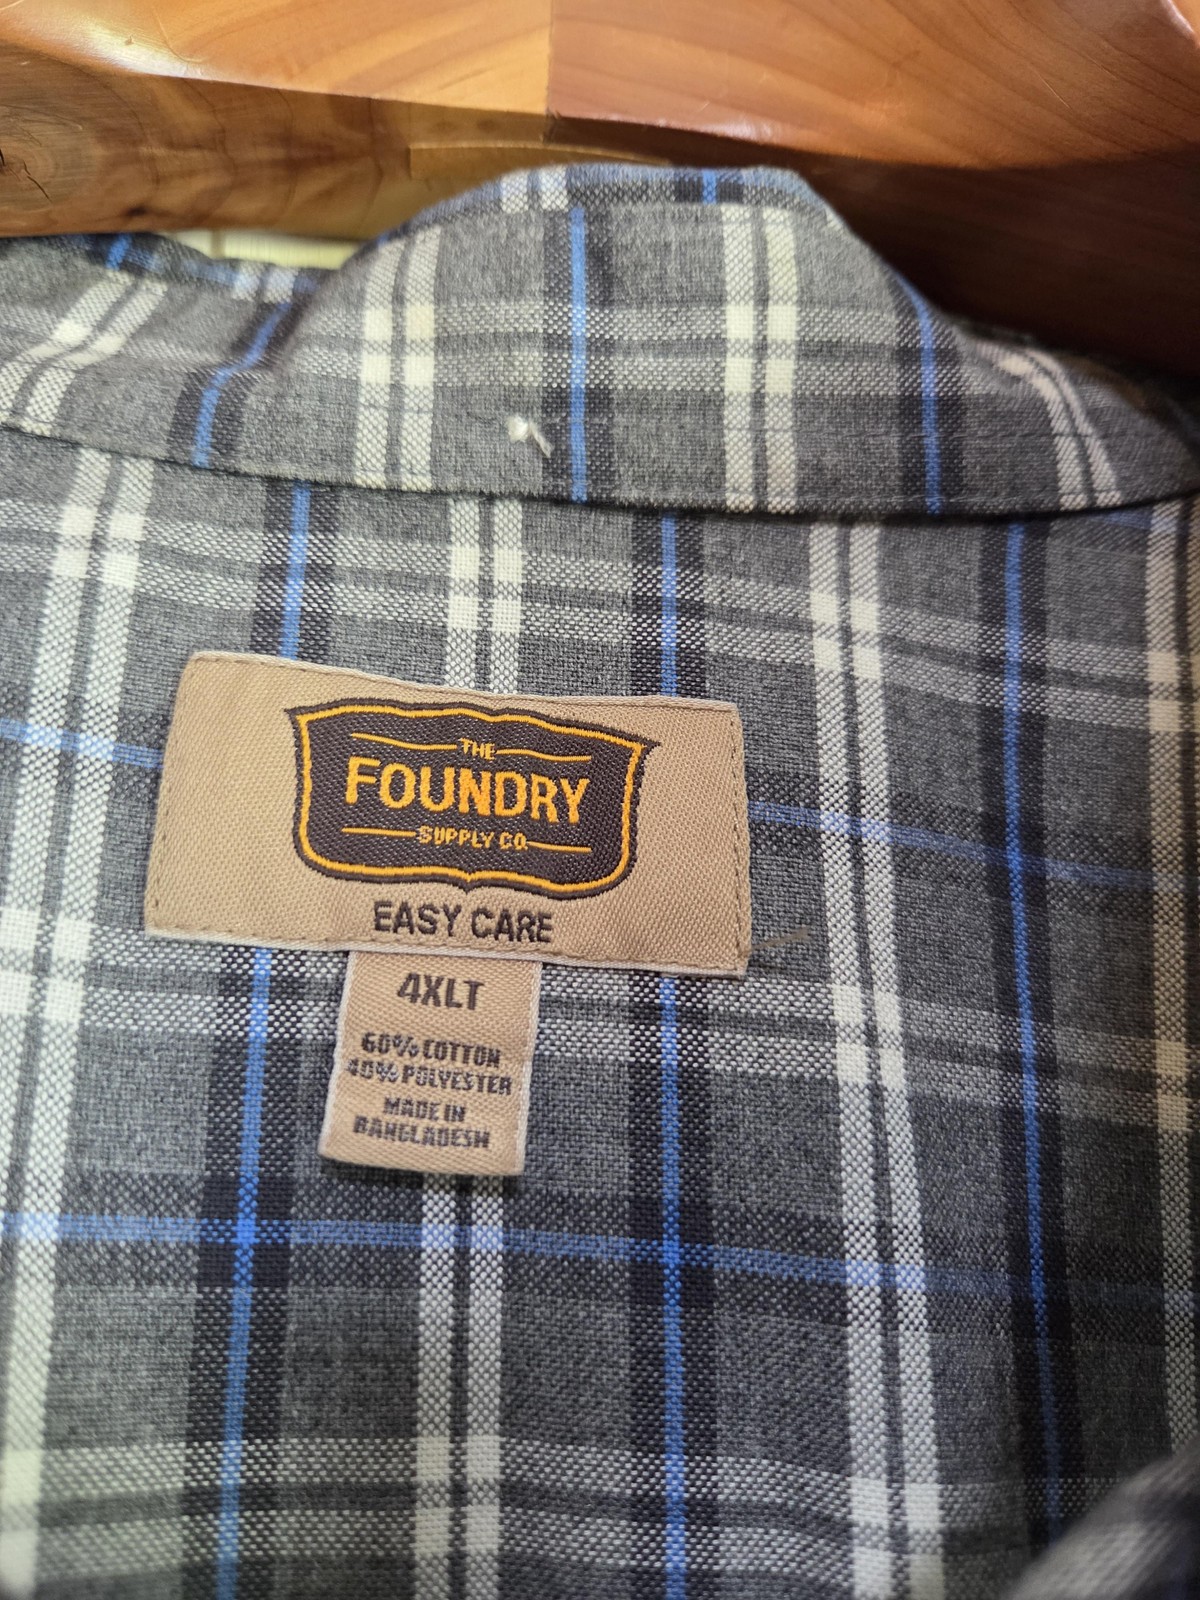 THE
FOUNDRY
SUPPLY CO.
EASY CARE
4XLT
60% COTTON
40% POLYESTER
MADE IN
BANGLADESH